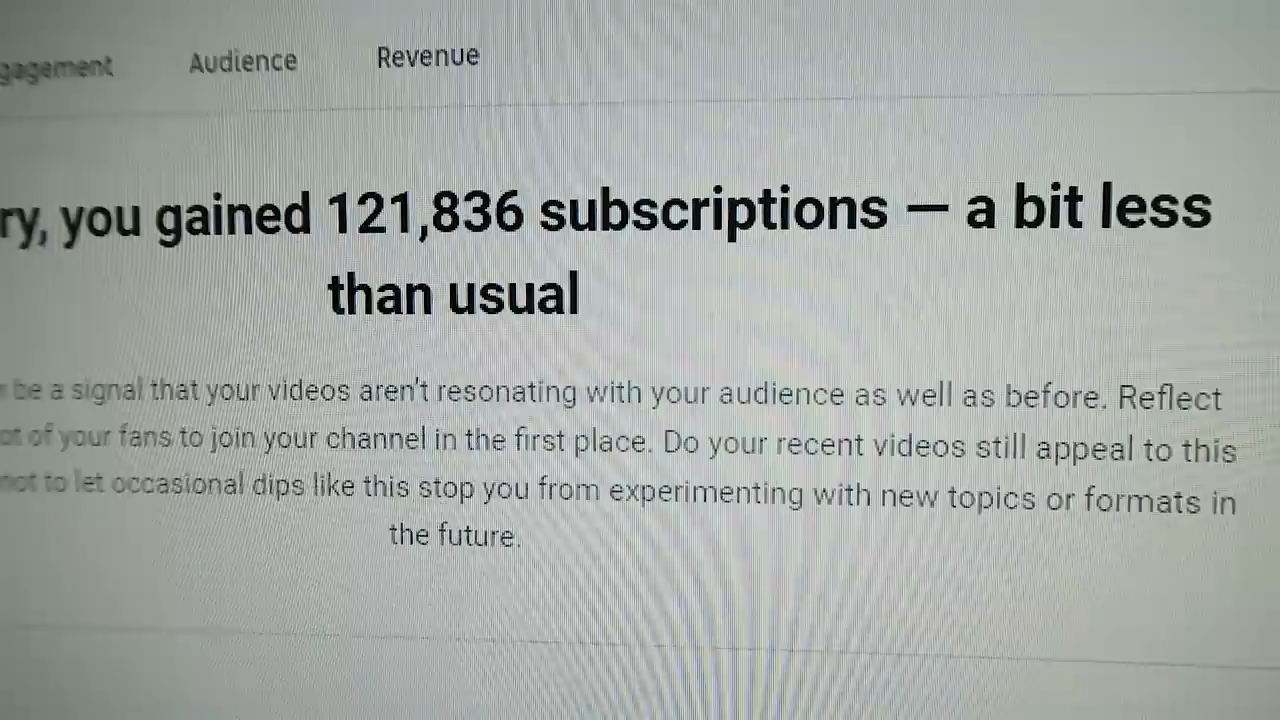 gagement Audience Revenue
ry, you gained 121,836 subscriptions — a bit less
than usual
be a signal that your videos aren't resonating with your audience as well as before. Reflect
ot of your fans to join your channel in the first place. Do your recent videos still appeal to this
not to let occasional dips like this stop you from experimenting with new topics or formats in
the future.